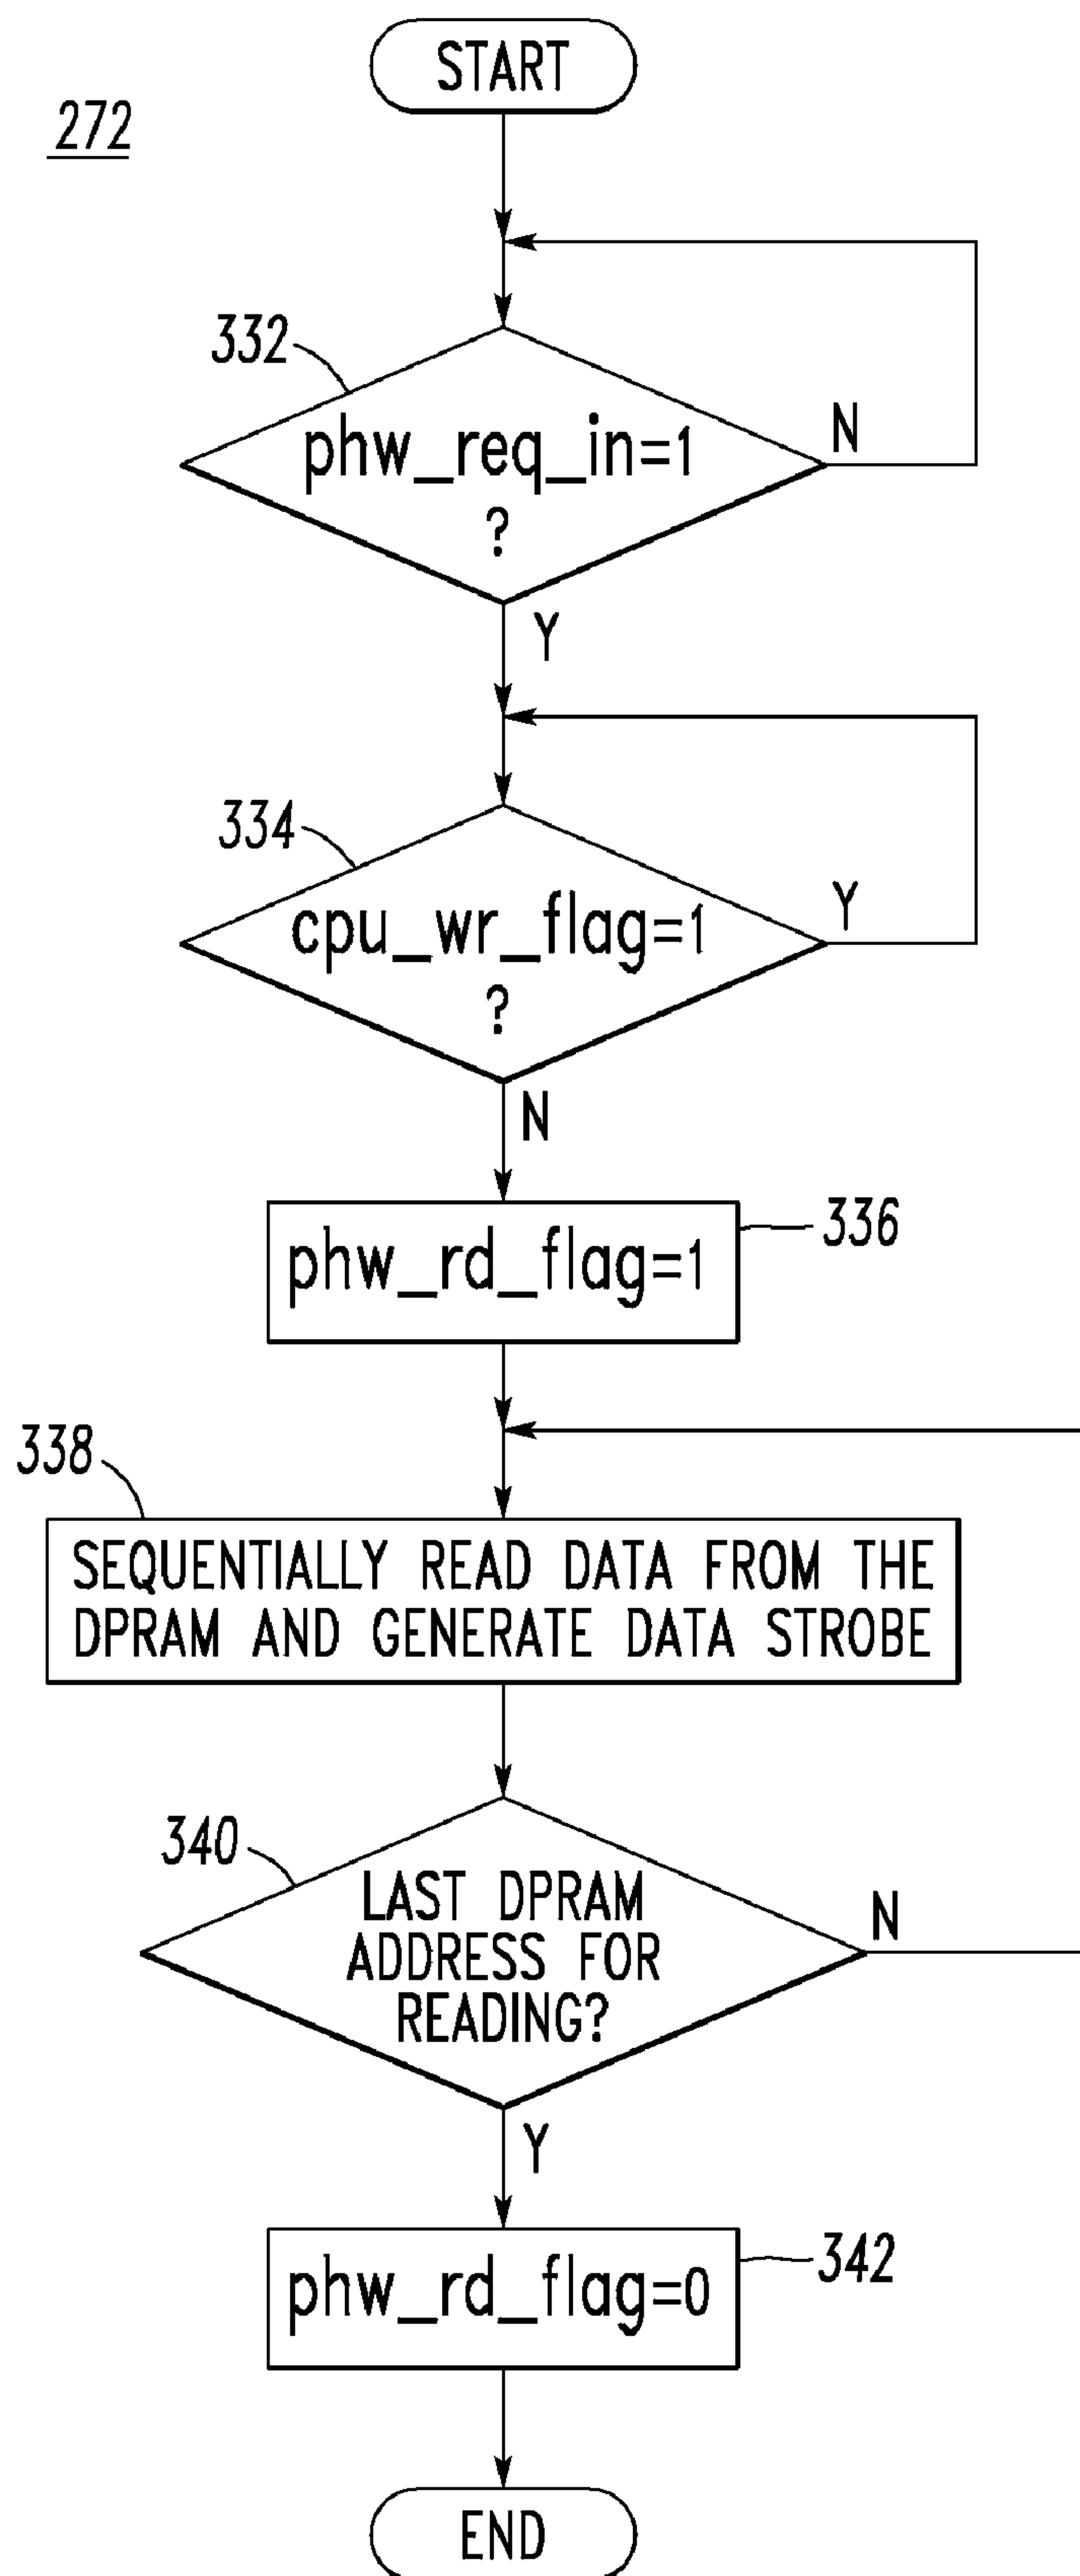 START
272
332
phw_req_in=1
?
N
Y
334
cpu_wr_flag=1
?
Y
N
phw_rd_flag=1
336
338
SEQUENTIALLY READ DATA FROM THE
DPRAM AND GENERATE DATA STROBE
340
LAST DPRAM
ADDRESS FOR
READING?
N
Y
phw_rd_flag=0
342
END